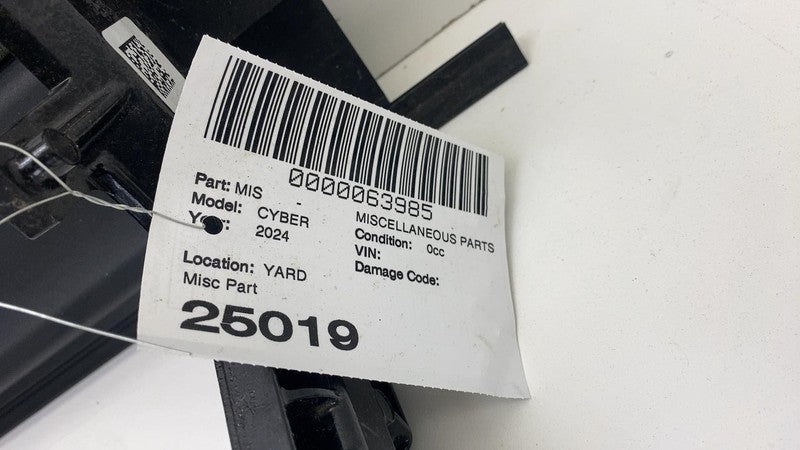 0000063985
Part: MIS -
MISCELLANEOUS PARTS
Model: CYBER
Condition: 0cc
Year: 2024
VIN:
Damage Code:
Location: YARD
Misc Part
25019